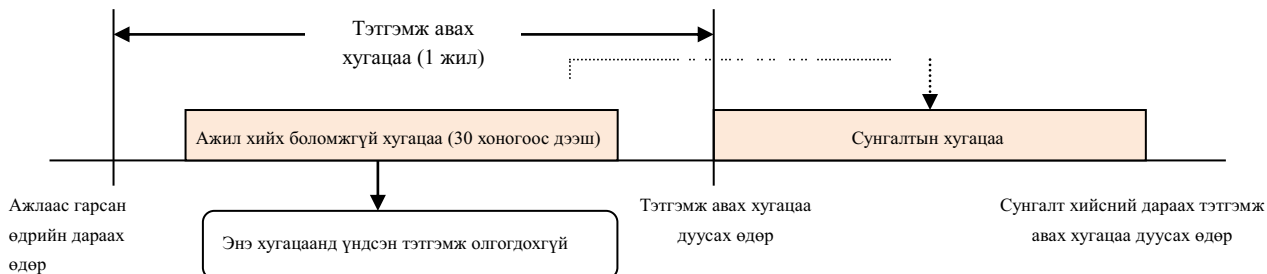 Тэтгэмж авах
хугацаа (1 жил)
Ажил хийх боломжгүй хугацаа (30 хоногоос дээш)
Сунгалтын хугацаа
Ажлаас гарсан
өдрийн дараах
өдөр
Энэ хугацаанд үндсэн тэтгэмж олгогдохгүй
Тэтгэмж авах хугацаа
дуусах өдөр
Сунгалт хийсний дараах тэтгэмж
авах хугацаа дуусах өдөр